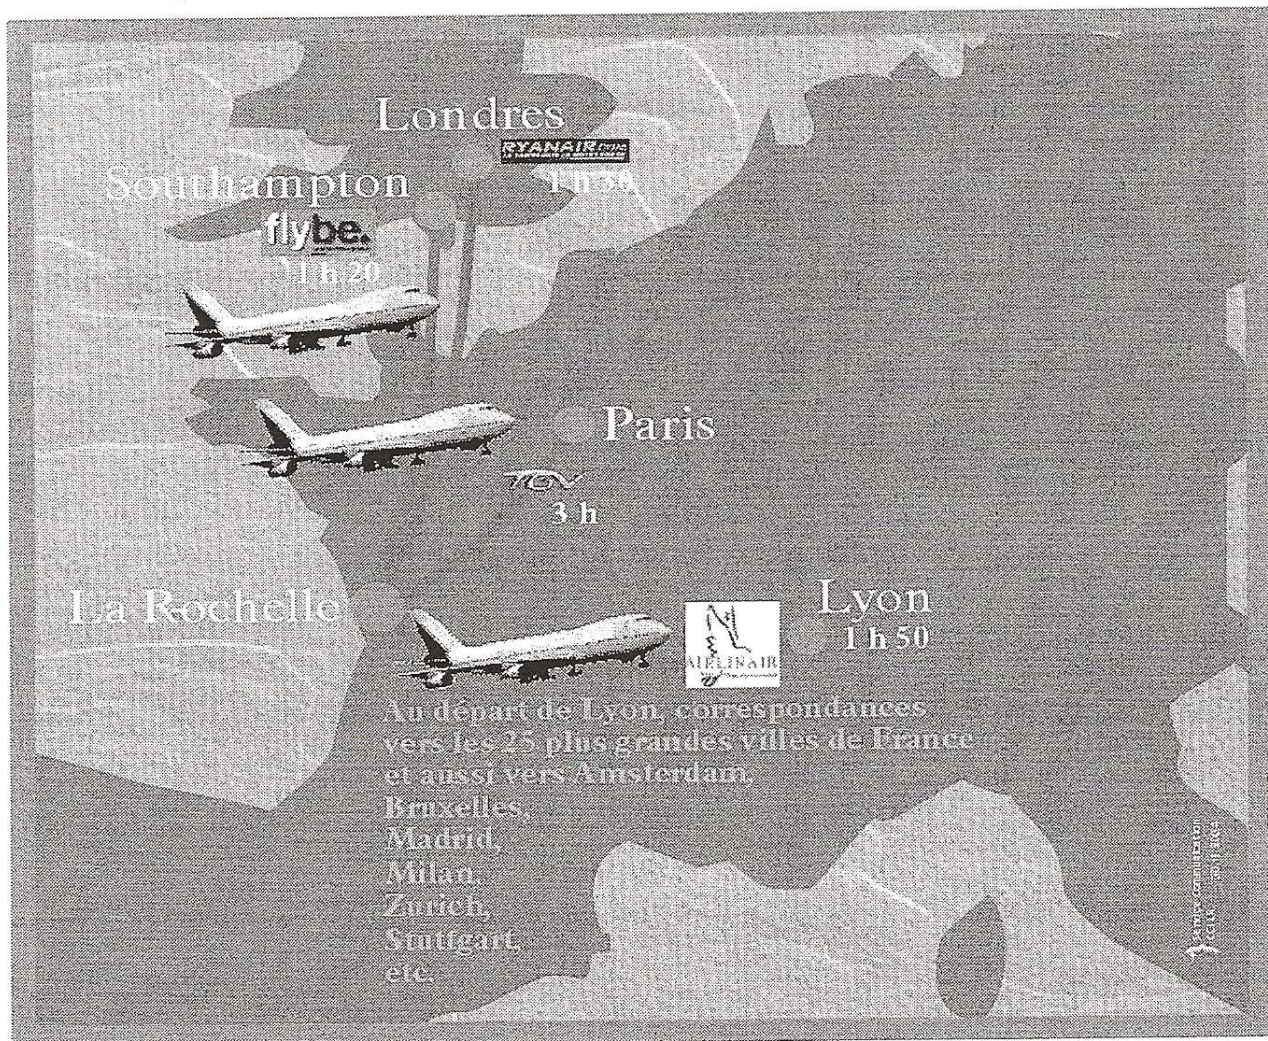 Londres
RYANAIR.com
1 h 30
Southampton
flybe.
1 h 20
Paris
TGV
3 h
La Rochelle
Lyon
1 h 50
AIRLINAIR
Au départ de Lyon, correspondances
vers les 25 plus grandes villes de France
et aussi vers Amsterdam,
Bruxelles,
Madrid,
Milan,
Zurich,
Stuttgart,
etc.